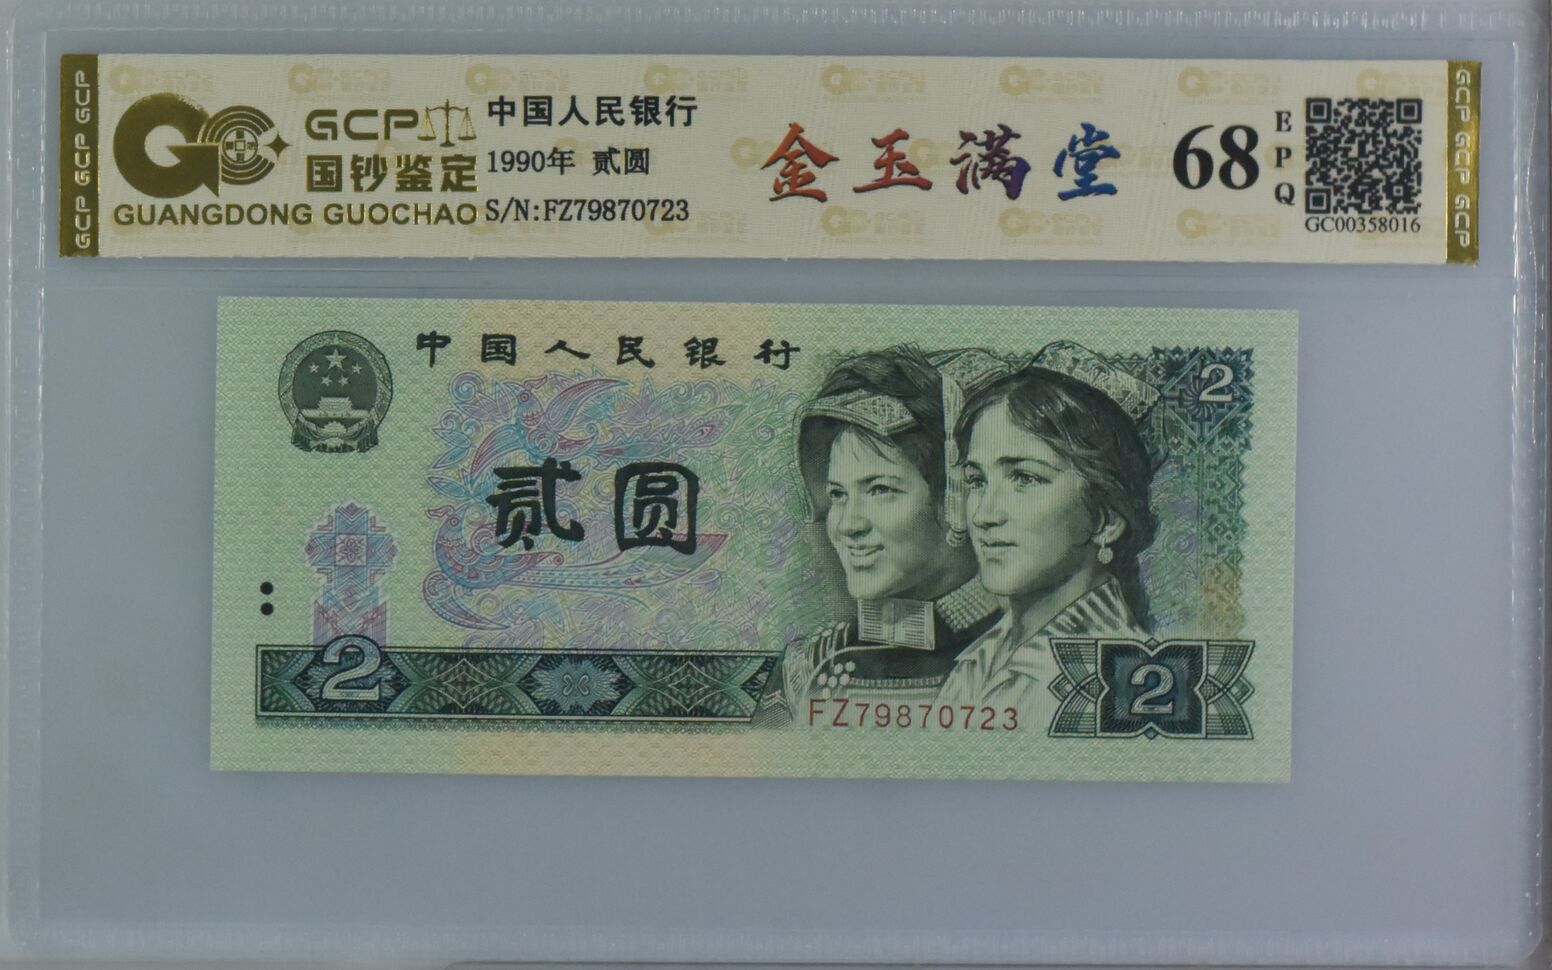 GCP GCP GCP
GCP
国钞鉴定
GUANGDONG GUOCHAO
中国人民银行
1990年 贰圆
S/N:FZ79870723
金玉满堂
68
EPQ
GC00358016
GCP GCP GCP
中国人民银行
2
贰圆
2
FZ79870723
2